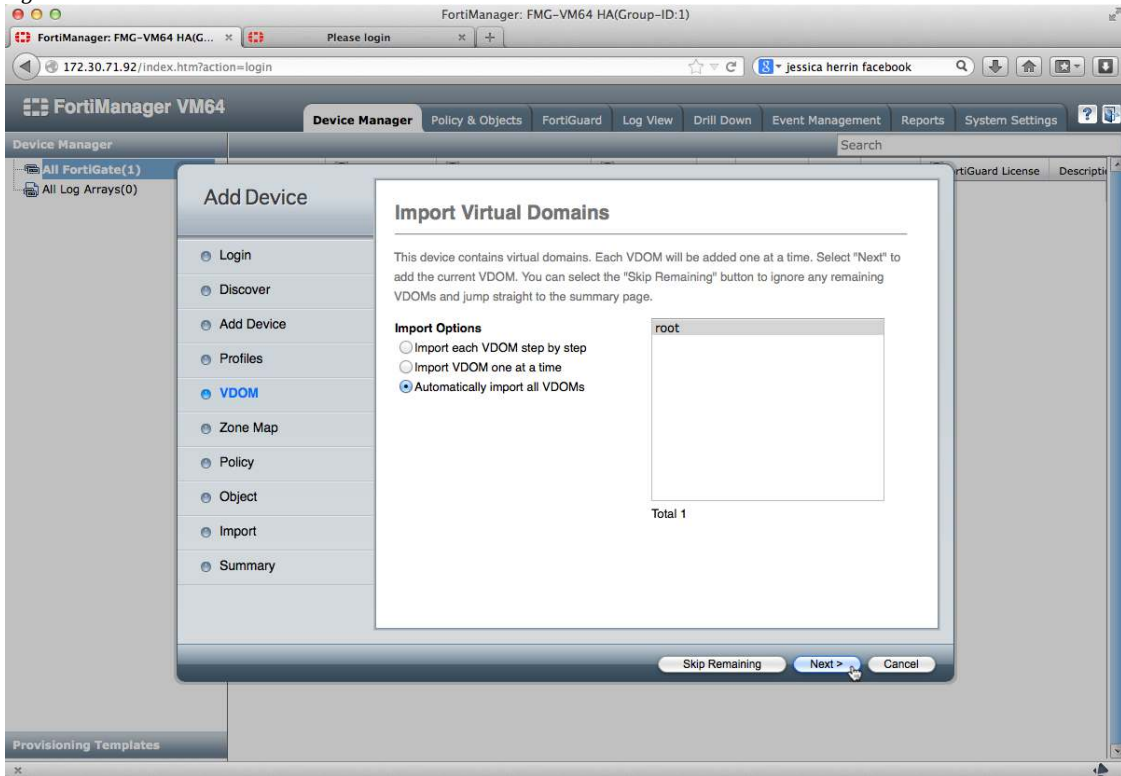 FortiManager: FMG-VM64 HA(Group-ID:1)
FortiManager: FMG-VM64 HA(G...
Please login
172.30.71.92/index.htm?action=login
jessica herrin facebook
FortiManager VM64
Device Manager
Policy & Objects
FortiGuard
Log View
Drill Down
Event Management
Reports
System Settings
Device Manager
Search
All FortiGate(1)
All Log Arrays(0)
rtiGuard License
Descripti
Add Device
Login
Discover
Add Device
Profiles
VDOM
Zone Map
Policy
Object
Import
Summary
Import Virtual Domains
This device contains virtual domains. Each VDOM will be added one at a time. Select "Next" to
add the current VDOM. You can select the "Skip Remaining" button to ignore any remaining
VDOMs and jump straight to the summary page.
Import Options
Import each VDOM step by step
Import VDOM one at a time
Automatically import all VDOMs
root
Total 1
Skip Remaining
Next >
Cancel
Provisioning Templates